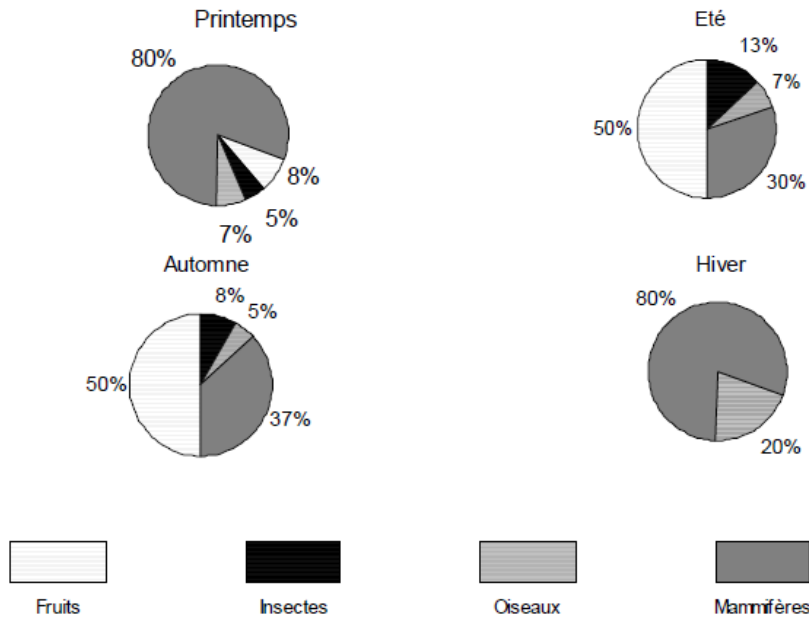 Printemps
80%
8%
5%
7%
Eté
13%
7%
50%
30%
Automne
8%
5%
50%
37%
Hiver
80%
20%
Fruits
Insectes
Oiseaux
Mammifères